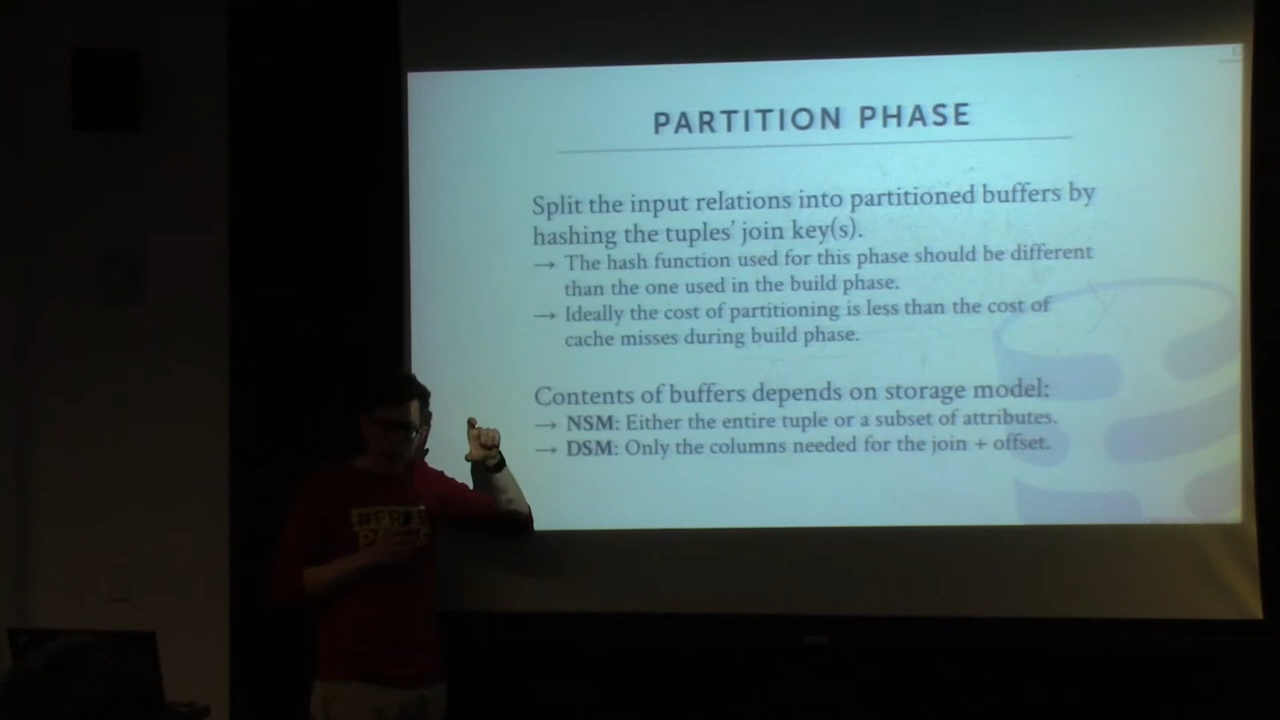 PARTITION PHASE
Split the input relations into partitioned buffers by
hashing the tuples' join key(s).
→ The hash function used for this phase should be different
than the one used in the build phase.
→ Ideally the cost of partitioning is less than the cost of
cache misses during build phase.
Contents of buffers depends on storage model:
→ NSM: Either the entire tuple or a subset of attributes.
→ DSM: Only the columns needed for the join + offset.